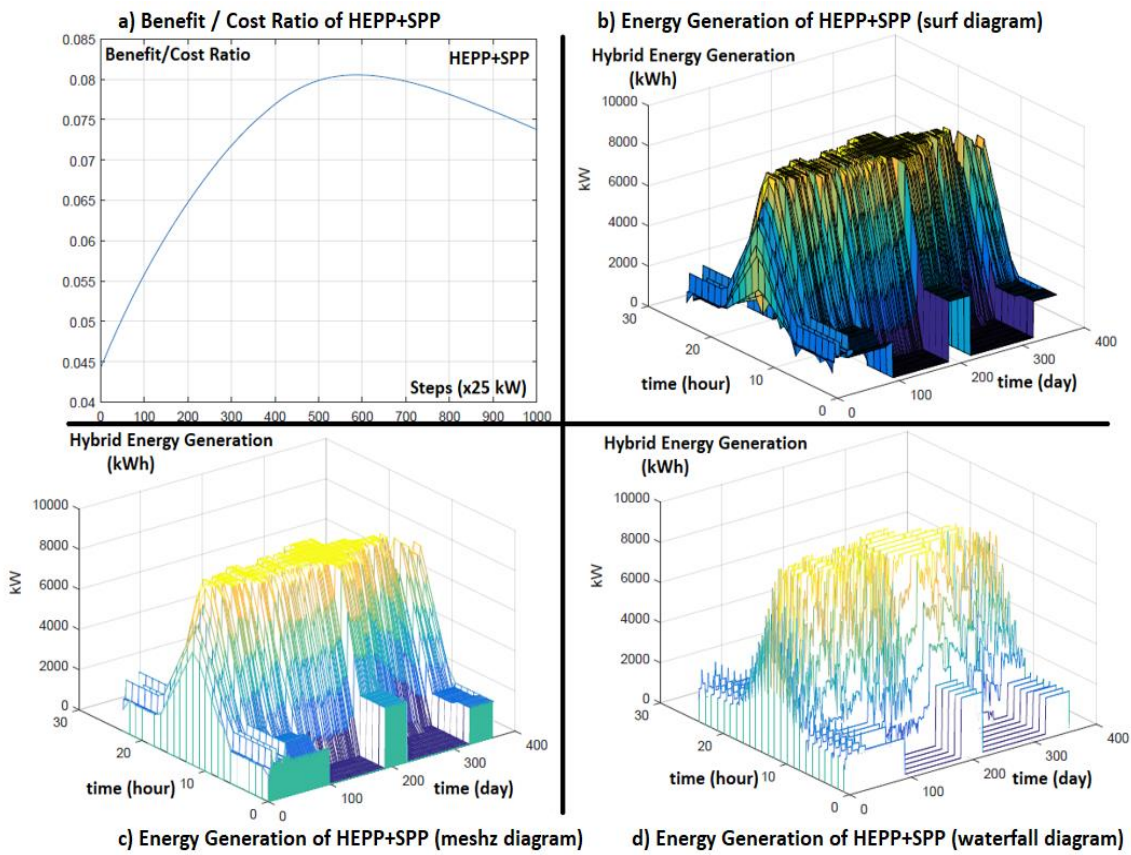 a) Benefit / Cost Ratio of HEPP+SPP
0.085
Benefit/Cost Ratio
HEPP+SPP
0.08
0.075
0.07
0.065
0.06
0.055
0.05
0.045
0.04
Steps (x25 kW)
0 100 200 300 400 500 600 700 800 900 1000
b) Energy Generation of HEPP+SPP (surf diagram)
Hybrid Energy Generation
(kWh)
10000
8000
6000
4000
2000
0
kW
30
20
10
0
time (hour)
0
100
200
300
400
time (day)
Hybrid Energy Generation
(kWh)
10000
8000
6000
4000
2000
0
kW
30
20
10
0
time (hour)
0
100
200
300
400
time (day)
c) Energy Generation of HEPP+SPP (meshz diagram)
Hybrid Energy Generation
(kWh)
10000
8000
6000
4000
2000
0
kW
30
20
10
0
time (hour)
0
100
200
300
400
time (day)
d) Energy Generation of HEPP+SPP (waterfall diagram)